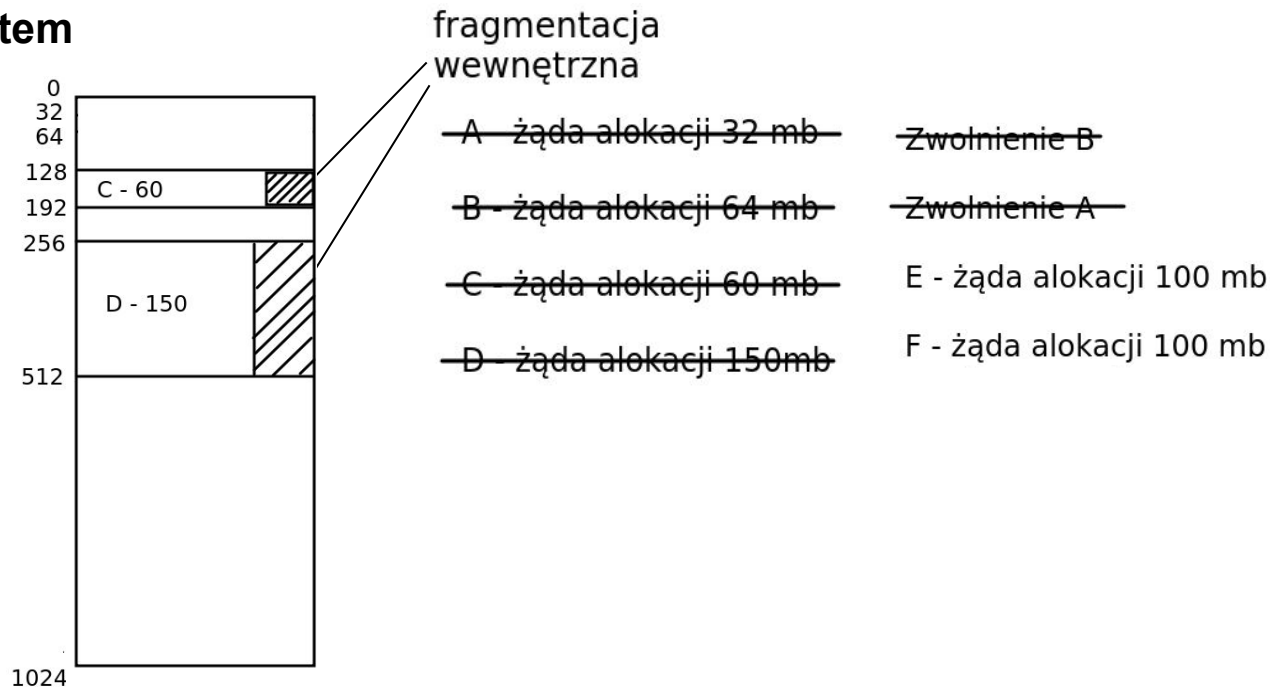 tem
fragmentacja
wewnętrzna
0
32
64
128
192
256
512
1024
C - 60
D - 150
A - żąda alokacji 32 mb
B - żąda alokacji 64 mb
C - żąda alokacji 60 mb
D - żąda alokacji 150mb
Zwolnienie B
Zwolnienie A
E - żąda alokacji 100 mb
F - żąda alokacji 100 mb